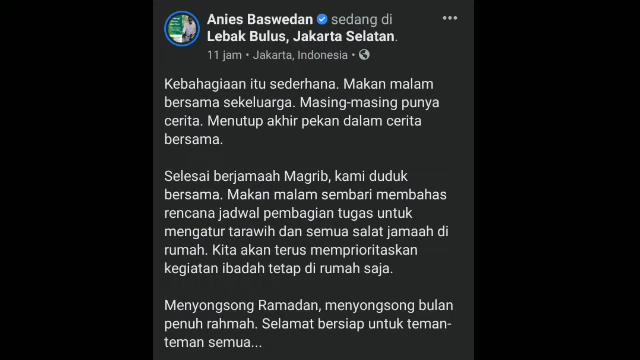 Anies Baswedan sedang di
Lebak Bulus, Jakarta Selatan.
11 jam • Jakarta, Indonesia •
Kebahagiaan itu sederhana. Makan malam
bersama sekeluarga. Masing-masing punya
cerita. Menutup akhir pekan dalam cerita
bersama.
Selesai berjamaah Magrib, kami duduk
bersama. Makan malam sembari membahas
rencana jadwal pembagian tugas untuk
mengatur tarawih dan semua salat jamaah di
rumah. Kita akan terus memprioritaskan
kegiatan ibadah tetap di rumah saja.
Menyongsong Ramadan, menyongsong bulan
penuh rahmah. Selamat bersiap untuk teman-
teman semua...